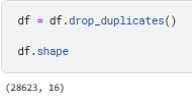 df = df.drop_duplicates()
df.shape
(28623, 16)